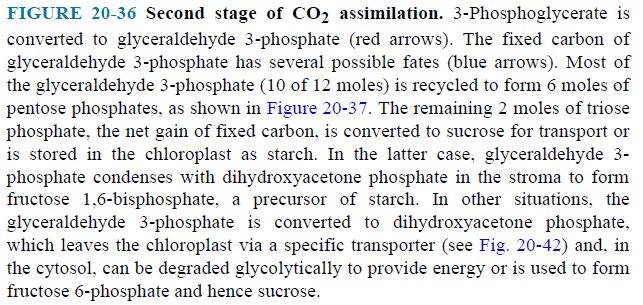 FIGURE 20-36 Second stage of CO2 assimilation. 3-Phosphoglycerate is
converted to glyceraldehyde 3-phosphate (red arrows). The fixed carbon of
glyceraldehyde 3-phosphate has several possible fates (blue arrows). Most of
the glyceraldehyde 3-phosphate (10 of 12 moles) is recycled to form 6 moles of
pentose phosphates, as shown in Figure 20-37. The remaining 2 moles of triose
phosphate, the net gain of fixed carbon, is converted to sucrose for transport or
is stored in the chloroplast as starch. In the latter case, glyceraldehyde 3-
phosphate condenses with dihydroxyacetone phosphate in the stroma to form
fructose 1,6-bisphosphate, a precursor of starch. In other situations, the
glyceraldehyde 3-phosphate is converted to dihydroxyacetone phosphate,
which leaves the chloroplast via a specific transporter (see Fig. 20-42) and, in
the cytosol, can be degraded glycolytically to provide energy or is used to form
fructose 6-phosphate and hence sucrose.